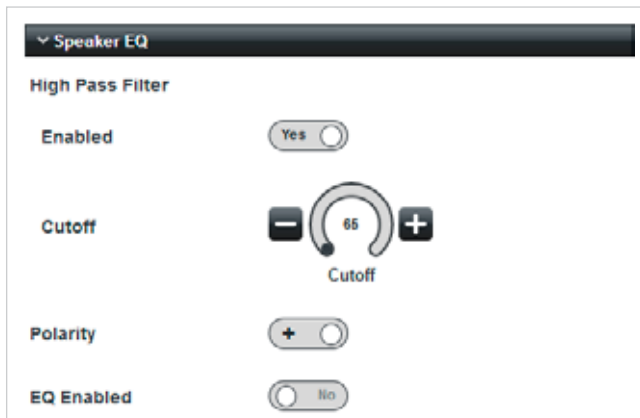 Speaker EQ
High Pass Filter
Enabled Yes
Cutoff 65
Cutoff
Polarity +
EQ Enabled No